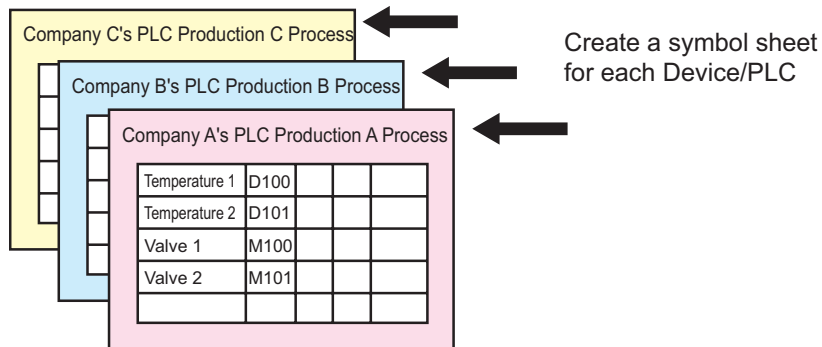 Company C's PLC Production C Process
Company B's PLC Production B Process
Company A's PLC Production A Process
Temperature 1 D100
Temperature 2 D101
Valve 1 M100
Valve 2 M101
Create a symbol sheet
for each Device/PLC